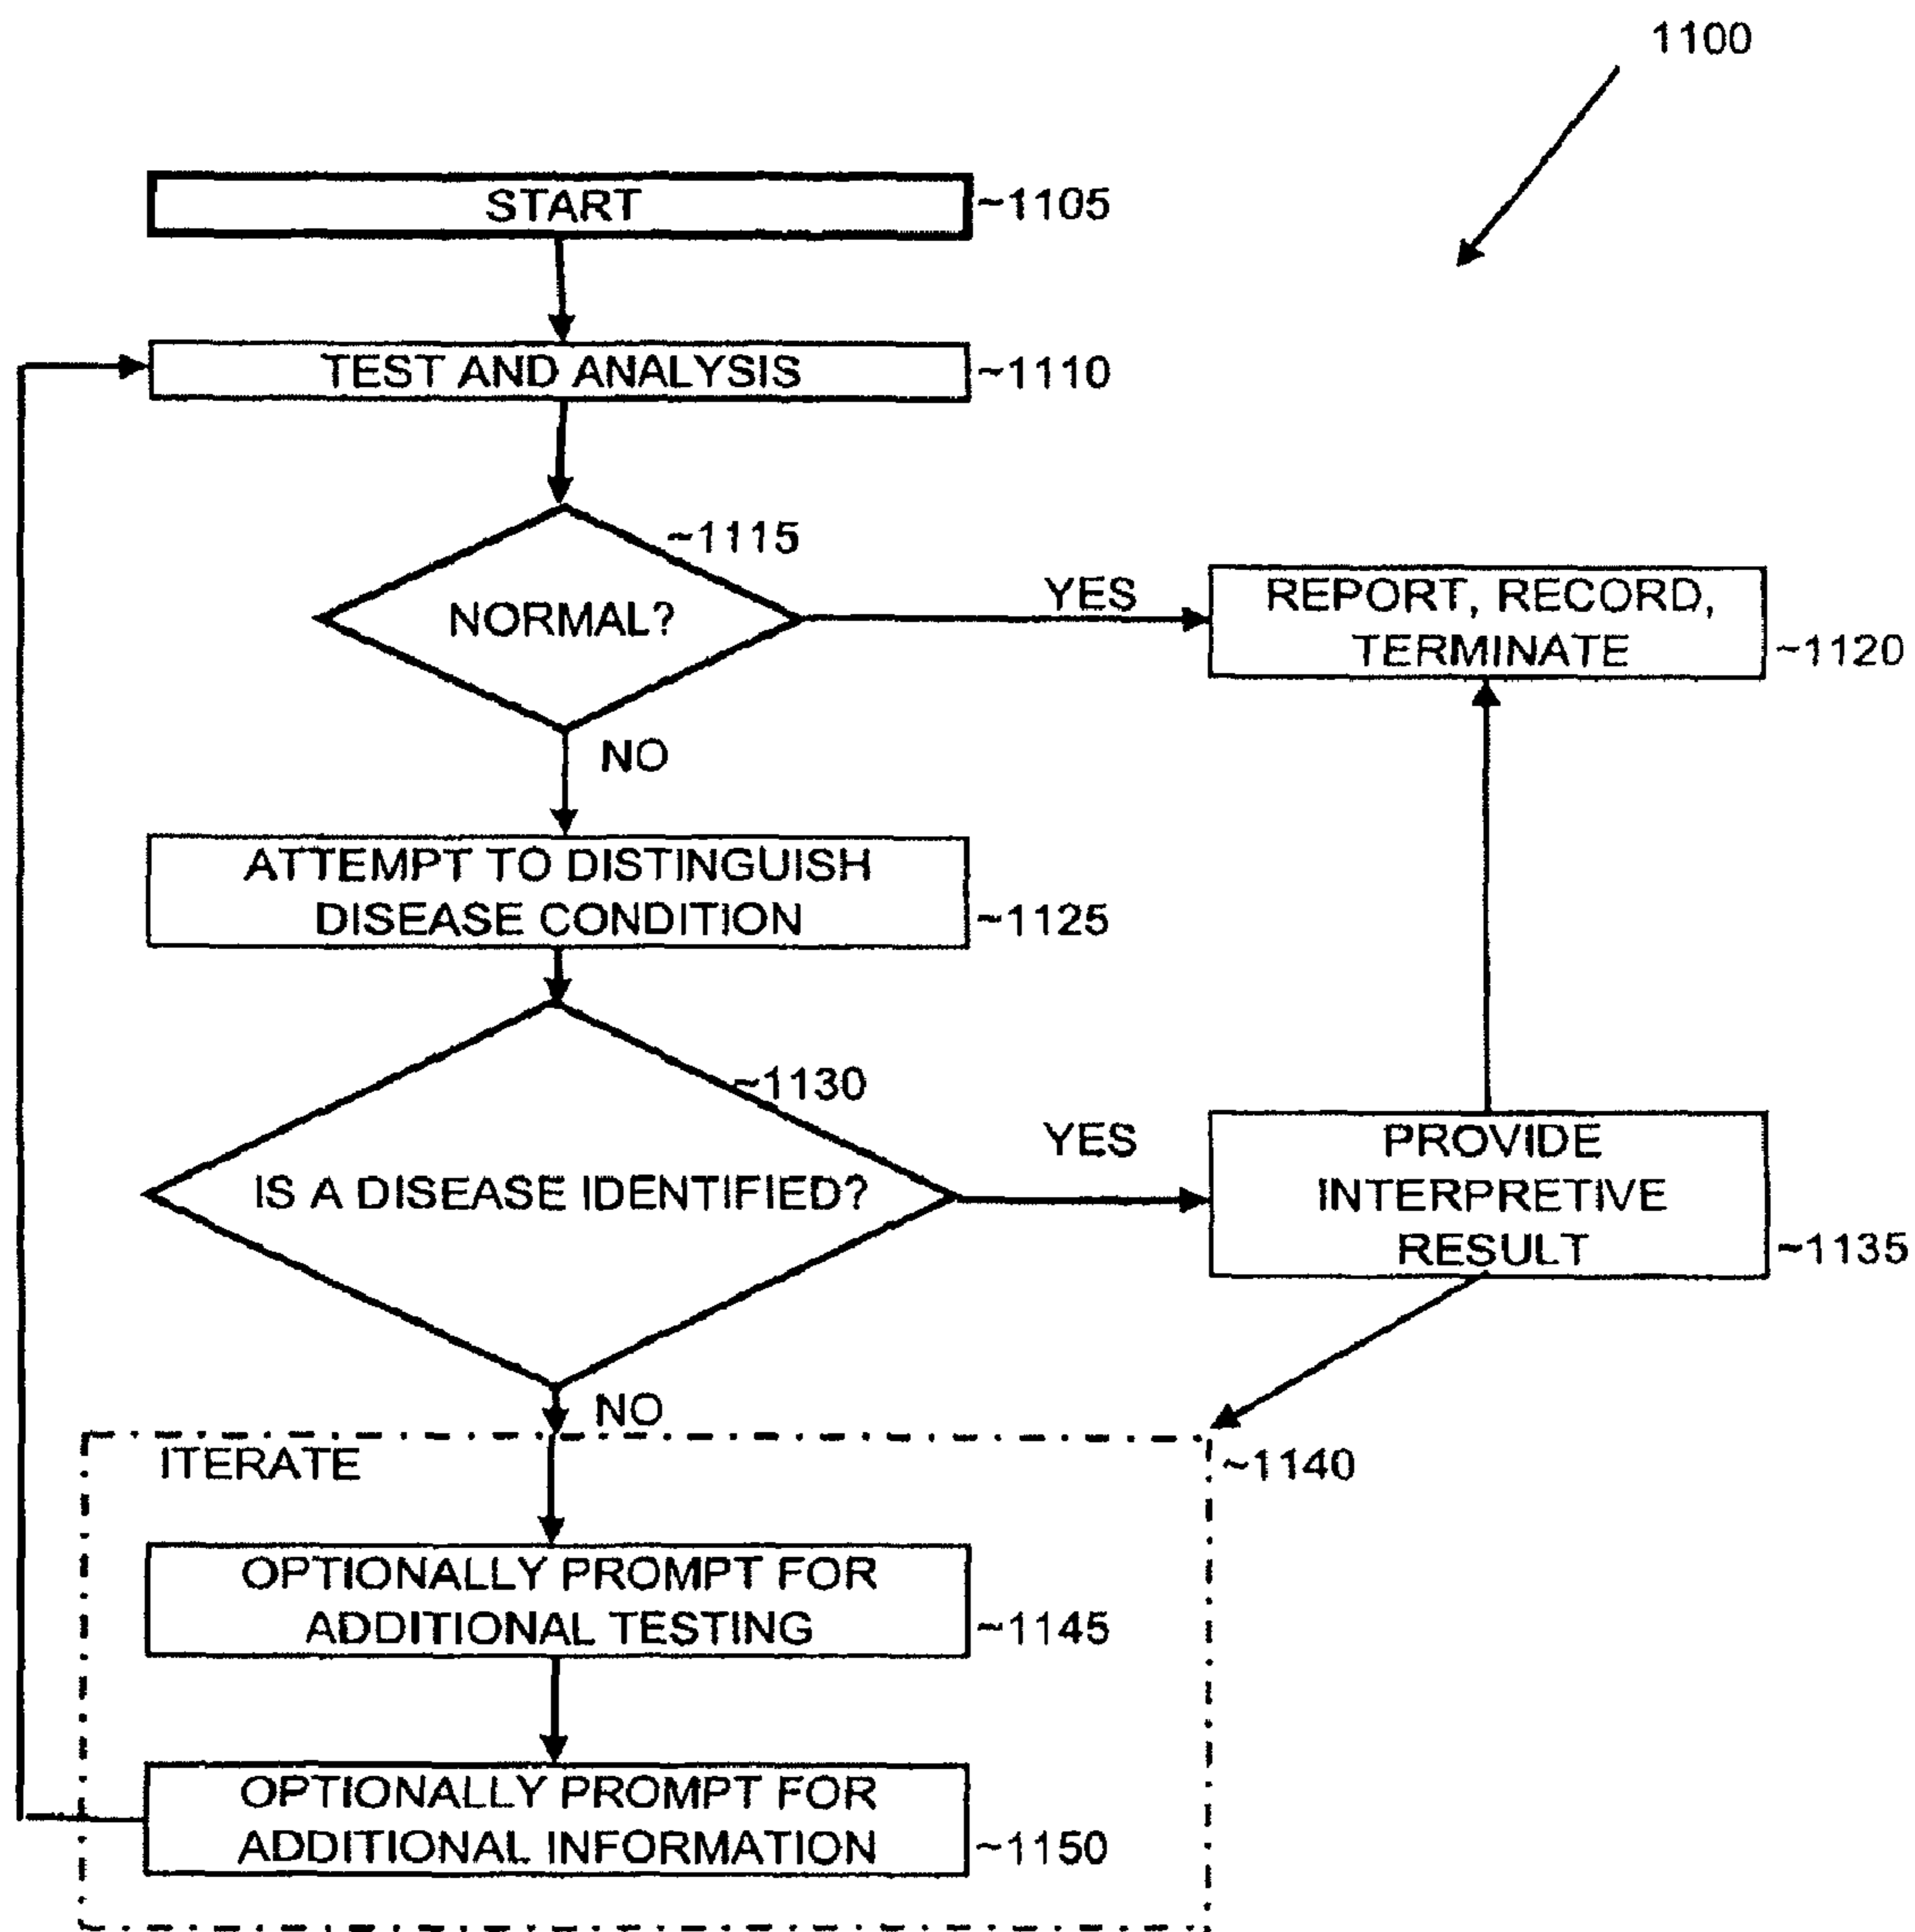 1100
START ~1105
TEST AND ANALYSIS ~1110
~1115
NORMAL?
YES
REPORT, RECORD,
TERMINATE ~1120
NO
ATTEMPT TO DISTINGUISH
DISEASE CONDITION ~1125
~1130
IS A DISEASE IDENTIFIED?
YES
PROVIDE
INTERPRETIVE
RESULT ~1135
NO
ITERATE ~1140
OPTIONALLY PROMPT FOR
ADDITIONAL TESTING ~1145
OPTIONALLY PROMPT FOR
ADDITIONAL INFORMATION ~1150